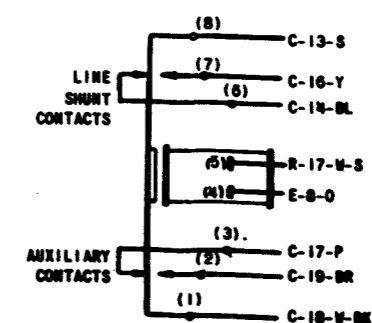 (8)
C-13-S
LINE
SHUNT
CONTACTS
(7)
C-16-Y
(6)
C-14-BL
(5)
R-17-W-S
(4)
E-8-O
AUXILIARY
CONTACTS
(3).
C-17-P
(2)
C-19-BR
(1)
C-18-W-BK